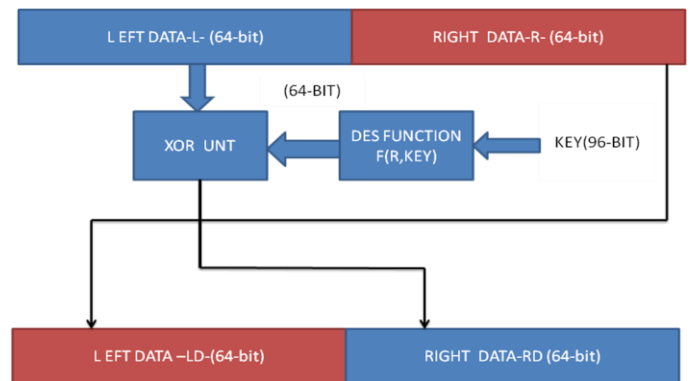 L EFT DATA-L- (64-bit)
RIGHT DATA-R- (64-bit)
(64-BIT)
XOR UNT
DES FUNCTION
F(R,KEY)
KEY(96-BIT)
L EFT DATA –LD-(64-bit)
RIGHT DATA-RD (64-bit)